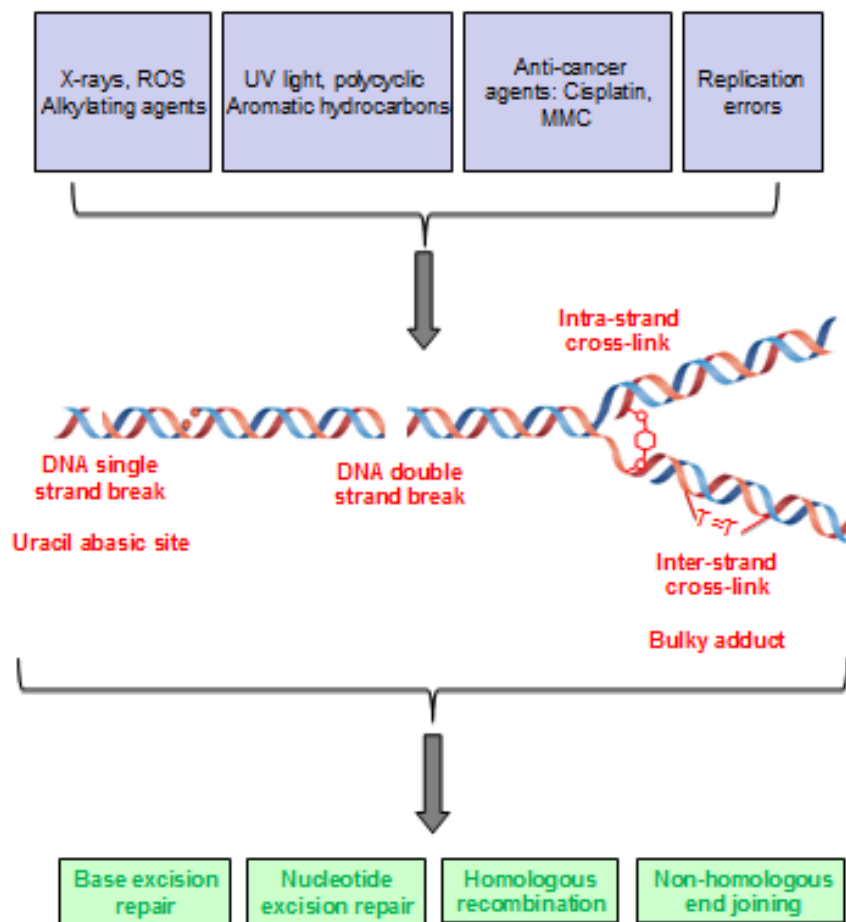 X-rays, ROS
Alkylating agents
UV light, polycyclic
Aromatic hydrocarbons
Anti-cancer
agents: Cisplatin,
MMC
Replication
errors
Intra-strand
cross-link
DNA single
strand break
DNA double
strand break
Uracil abasic site
T=T
Inter-strand
cross-link
Bulky adduct
Base excision
repair
Nucleotide
excision repair
Homologous
recombination
Non-homologous
end joining